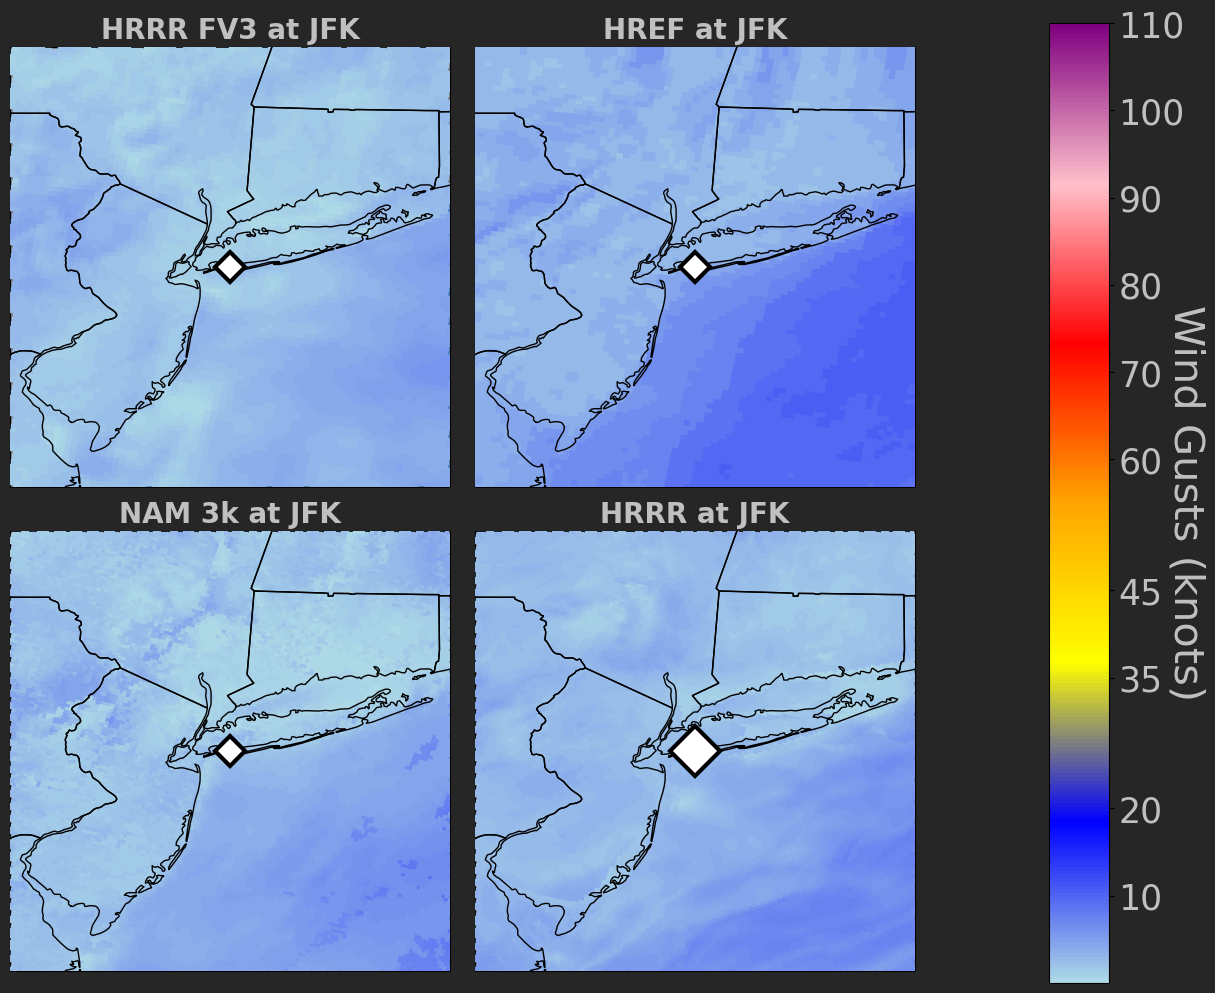 HRRR FV3 at JFK
HREF at JFK
NAM 3k at JFK
HRRR at JFK
110
100
90
80
70
60
45
35
20
10
Wind Gusts (knots)